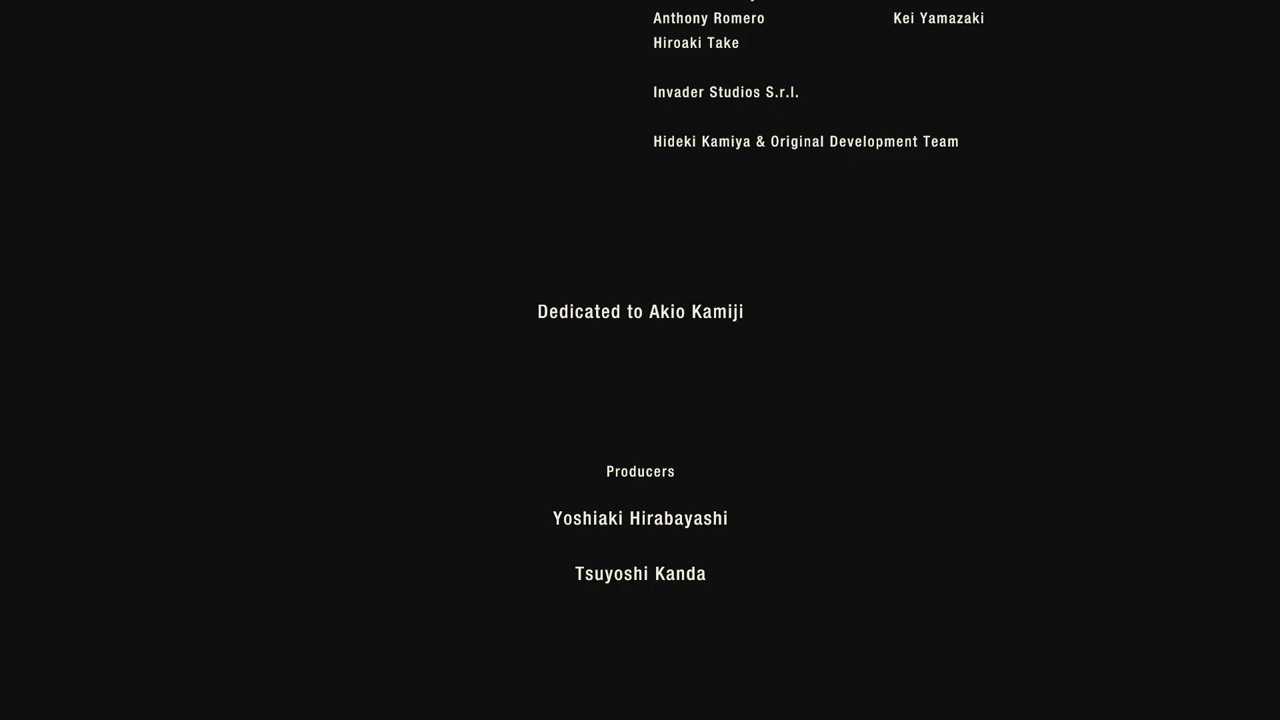 Anthony Romero Kei Yamazaki
Hiroaki Take
Invader Studios S.r.l.
Hideki Kamiya & Original Development Team
Dedicated to Akio Kamiji
Producers
Yoshiaki Hirabayashi
Tsuyoshi Kanda